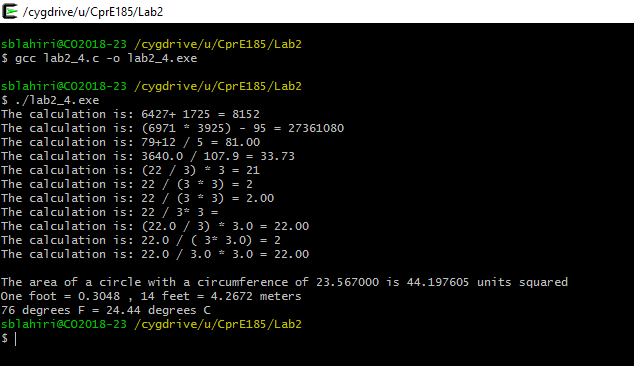 /cygdrive/u/CprE185/Lab2
sblahiri@CO2018-23 /cygdrive/u/CprE185/Lab2
$ gcc lab2_4.c -o lab2_4.exe
sblahiri@CO2018-23 /cygdrive/u/CprE185/Lab2
$ ./lab2_4.exe
The calculation is: 6427+ 1725 = 8152
The calculation is: (6971 * 3925) - 95 = 27361080
The calculation is: 79+12 / 5 = 81.00
The calculation is: 3640.0 / 107.9 = 33.73
The calculation is: (22 / 3) * 3 = 21
The calculation is: 22 / (3 * 3) = 2
The calculation is: 22 / (3 * 3) = 2.00
The calculation is: 22 / 3* 3 =
The calculation is: (22.0 / 3) * 3.0 = 22.00
The calculation is: 22.0 / ( 3* 3.0) = 2
The calculation is: 22.0 / 3.0 * 3.0 = 22.00
The area of a circle with a circumference of 23.567000 is 44.197605 units squared
One foot = 0.3048 , 14 feet = 4.2672 meters
76 degrees F = 24.44 degrees C
sblahiri@CO2018-23 /cygdrive/u/CprE185/Lab2
$